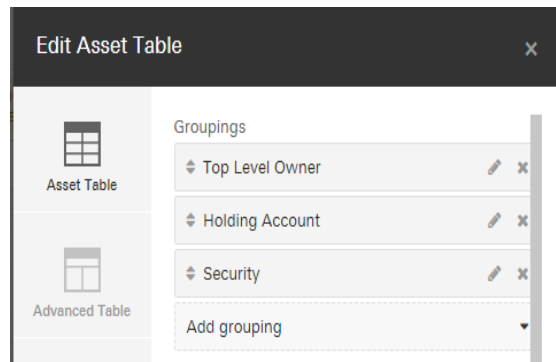 Edit Asset Table
Asset Table
Advanced Table
Groupings
Top Level Owner
Holding Account
Security
Add grouping